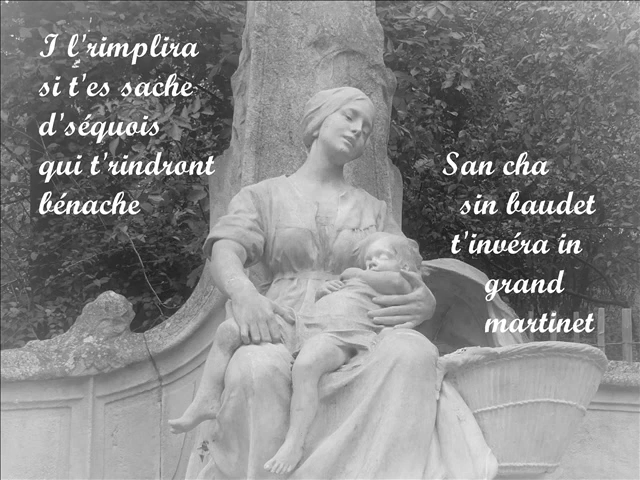 I l'rimplira
si t'es sache
d'séquois
qui t'rindront
bénache
San cha
sin baudet
t'invéra in
grand
martinet